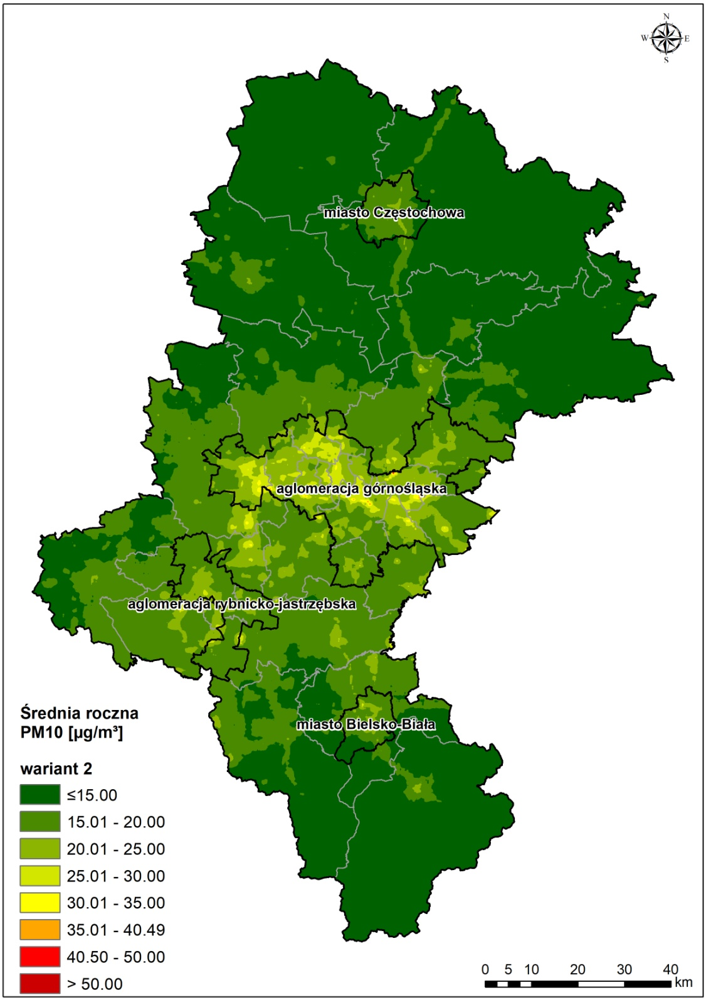 N
W E
S
miasto Częstochowa
aglomeracja górnośląska
aglomeracja rybnicko-jastrzębska
miasto Bielsko-Biała
Średnia roczna
PM10 [µg/m³]
wariant 2
≤15.00
15.01 - 20.00
20.01 - 25.00
25.01 - 30.00
30.01 - 35.00
35.01 - 40.49
40.50 - 50.00
> 50.00
0 5 10 20 30 40
km